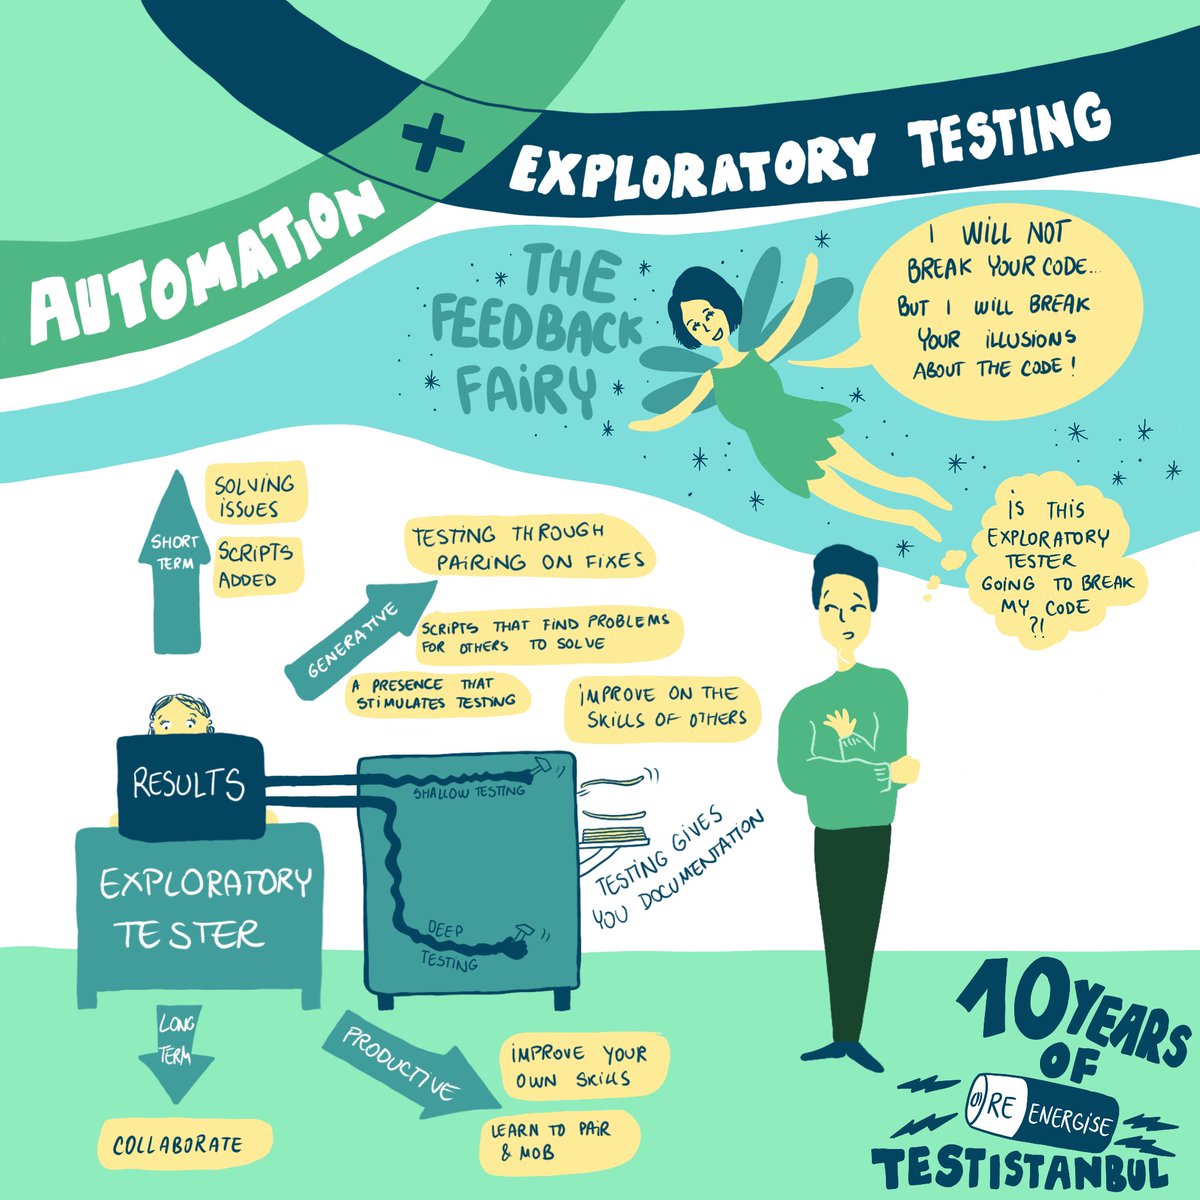 AUTOMATION
+
EXPLORATORY TESTING
THE
FEEDBACK
FAIRY
I WILL NOT
BREAK YOUR CODE...
BUT I WILL BREAK
YOUR ILLUSIONS
ABOUT THE CODE!
IS THIS
EXPLORATORY
TESTER
GOING TO BREAK
MY CODE
?!
SHORT
TERM
SOLVING
ISSUES
SCRIPTS
ADDED
GENERATIVE
TESTING THROUGH
PAIRING ON FIXES
SCRIPTS THAT FIND PROBLEMS
FOR OTHERS TO SOLVE
A PRESENCE THAT
STIMULATES TESTING
IMPROVE ON THE
SKILLS OF OTHERS
RESULTS
EXPLORATORY
TESTER
SHALLOW TESTING
DEEP
TESTING
TESTING GIVES
YOU DOCUMENTATION
LONG
TERM
COLLABORATE
PRODUCTIVE
IMPROVE YOUR
OWN SKILLS
LEARN TO PAIR
& MOB
10 YEARS
OF
RE ENERGISE
TESTISTANBUL